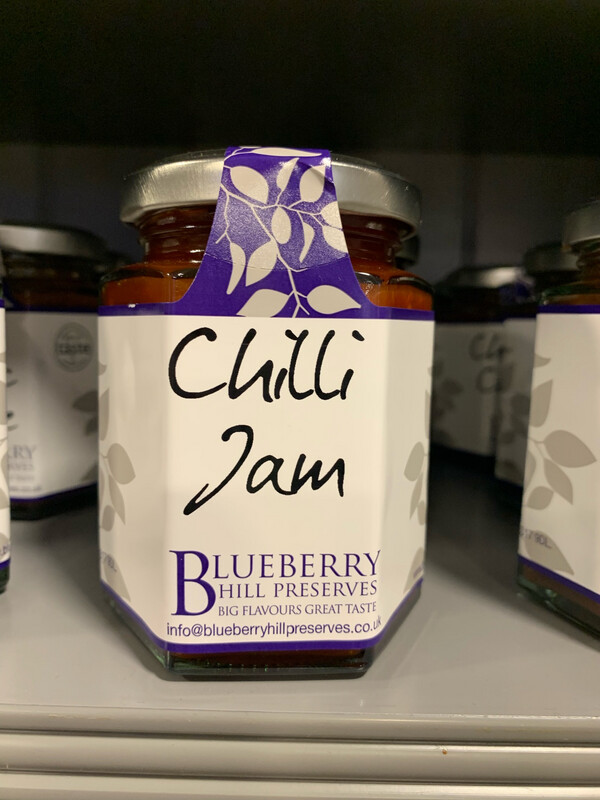 Chilli
Jam
BLUEBERRY
HILL PRESERVES
BIG FLAVOURS GREAT TASTE
info@blueberryhillpreserves.co.uk